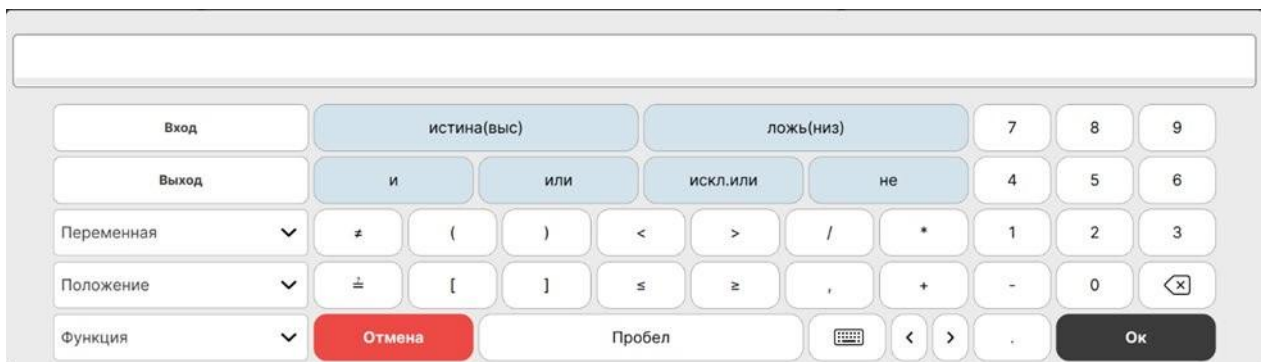 Вход истина(выс) ложь(низ) 7 8 9
Выход и или искл.или не 4 5 6
Переменная ≠ ( ) < > / * 1 2 3
Положение ≟ [ ] ≤ ≥ , + - 0
Функция Отмена Пробел < > . Ок